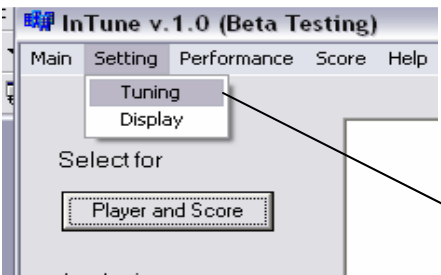 InTune v.1.0 (Beta Testing)
Main Setting Performance Score Help
Tuning
Display
Select for
Player and Score